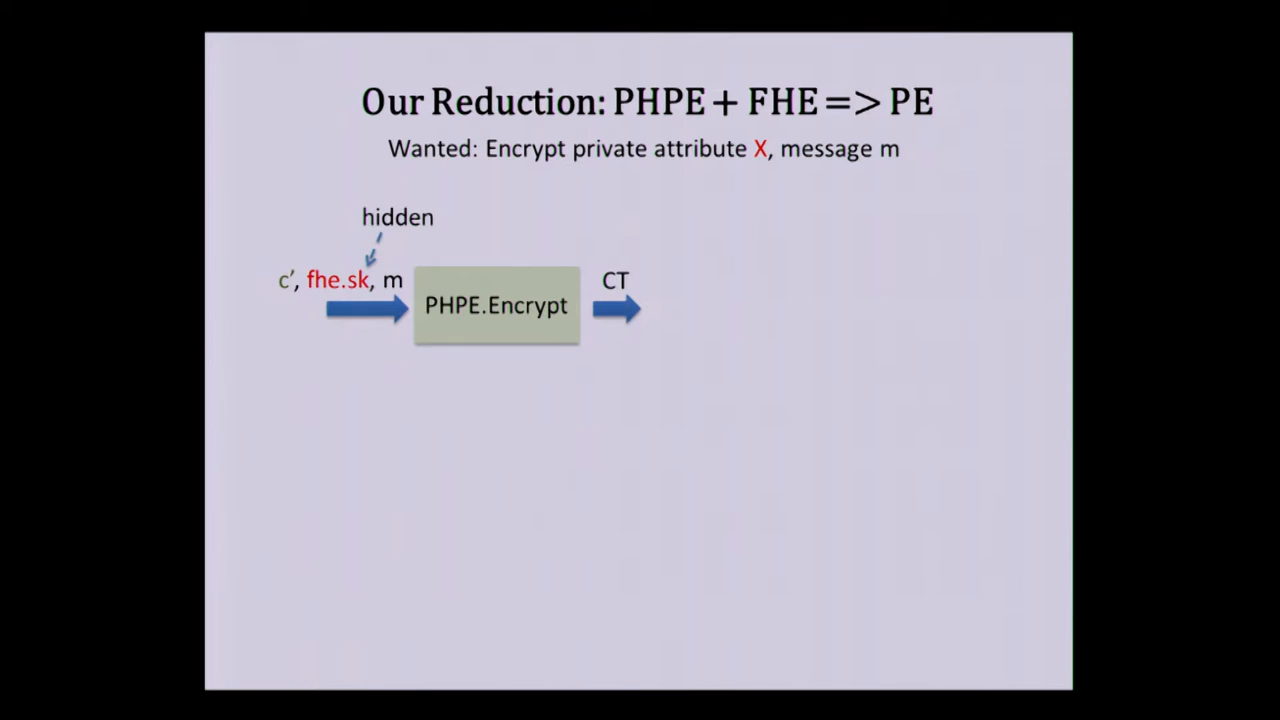 Our Reduction: PHPE + FHE => PE
Wanted: Encrypt private attribute X, message m
hidden
c’, fhe.sk, m
PHPE.Encrypt
CT